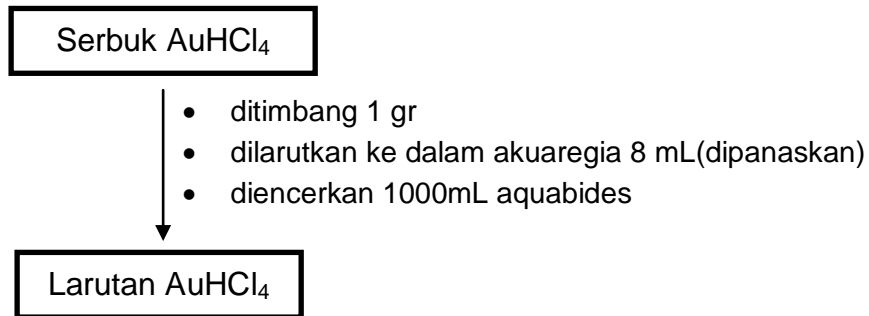 Serbuk AuHCl₄
• ditimbang 1 gr
• dilarutkan ke dalam akuaregia 8 mL(dipanaskan)
• diencerkan 1000mL aquabides
Larutan AuHCl₄